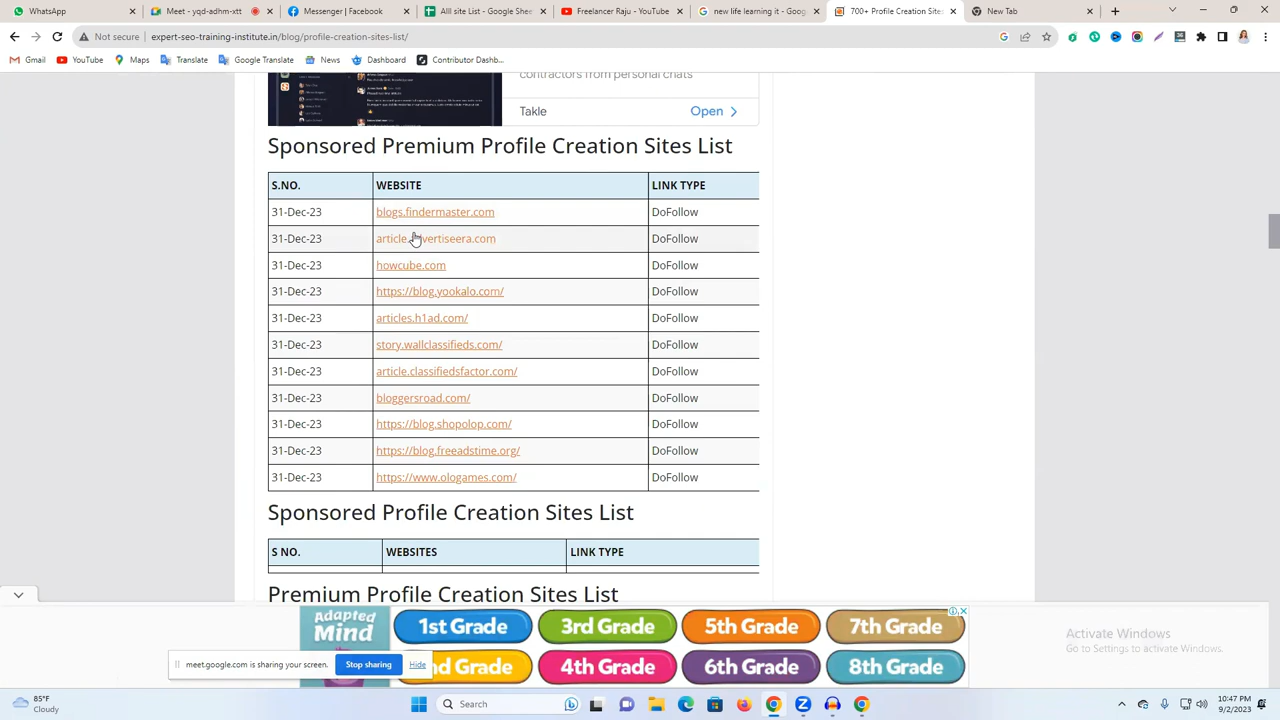 WhatsApp
Meet - yeq-adhm-xtq
Facebook
All Sites List - Google Sheets
Freelancer Raju - YouTube
new life learning it - Goog
700+ Profile Creation Sites
New Tab
Not secure expert-seo-training-institute.in/blog/profile-creation-sites-list/
Gmail YouTube Maps Translate Google Translate News Dashboard Contributor Dashb...
contractors from personal chats
Takle Open
Sponsored Premium Profile Creation Sites List
S.NO. WEBSITE LINK TYPE
31-Dec-23 blogs.findermaster.com DoFollow
31-Dec-23 article. vertiseera.com DoFollow
31-Dec-23 howcube.com DoFollow
31-Dec-23 https://blog.yookalo.com/ DoFollow
31-Dec-23 articles.h1ad.com/ DoFollow
31-Dec-23 story.wallclassifieds.com/ DoFollow
31-Dec-23 article.classifiedsfactor.com/ DoFollow
31-Dec-23 bloggersroad.com/ DoFollow
31-Dec-23 https://blog.shopolop.com/ DoFollow
31-Dec-23 https://blog.freeadstime.org/ DoFollow
31-Dec-23 https://www.ologames.com/ DoFollow
Sponsored Profile Creation Sites List
S NO. WEBSITES LINK TYPE
Premium Profile Creation Sites List
Adapted Mind
1st Grade 3rd Grade 5th Grade 7th Grade
nd Grade 4th Grade 6th Grade 8th Grade
meet.google.com is sharing your screen. Stop sharing Hide
Activate Windows
Go to Settings to activate Windows.
85°F
Cloudy
Search
10:47 PM
9/2/2023